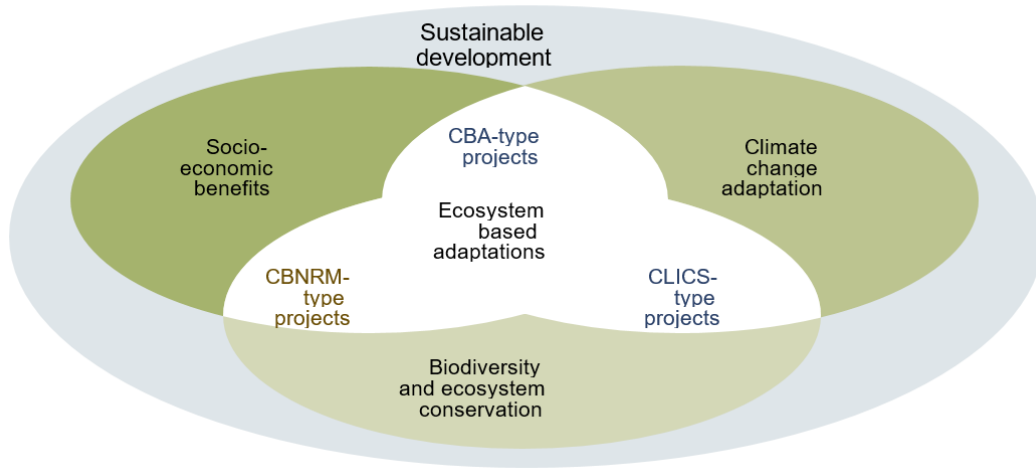 Sustainable
development
CBA-type
projects
Socio-
economic
benefits
Climate
change
adaptation
Ecosystem
based
adaptations
CBNRM-
type
projects
CLICS-
type
projects
Biodiversity
and ecosystem
conservation